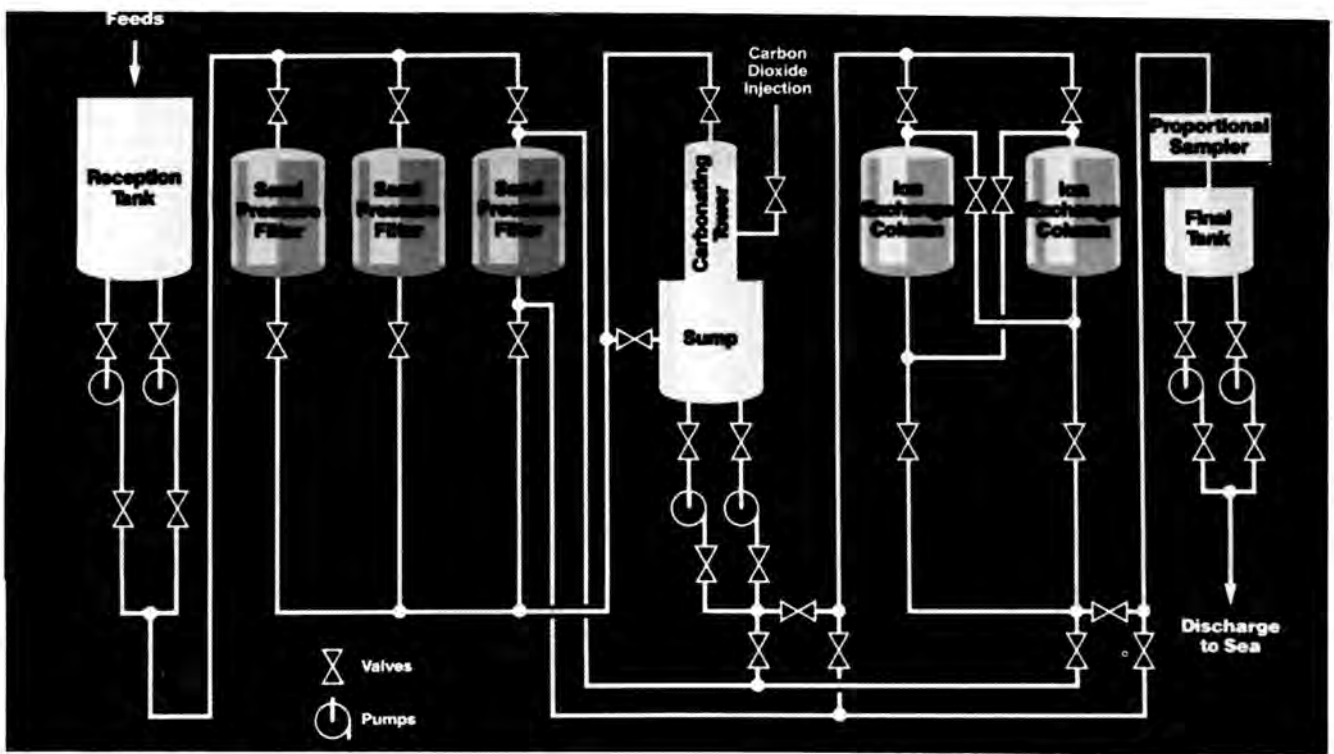 Feeds
Reception
Tank
Sand
Pressure
Filter
Sand
Pressure
Filter
Sand
Pressure
Filter
Carbonating
Tower
Sump
Carbon
Dioxide
Injection
Ion
Exchange
Column
Ion
Exchange
Column
Proportional
Sampler
Final
Tank
Discharge
to Sea
Valves
Pumps